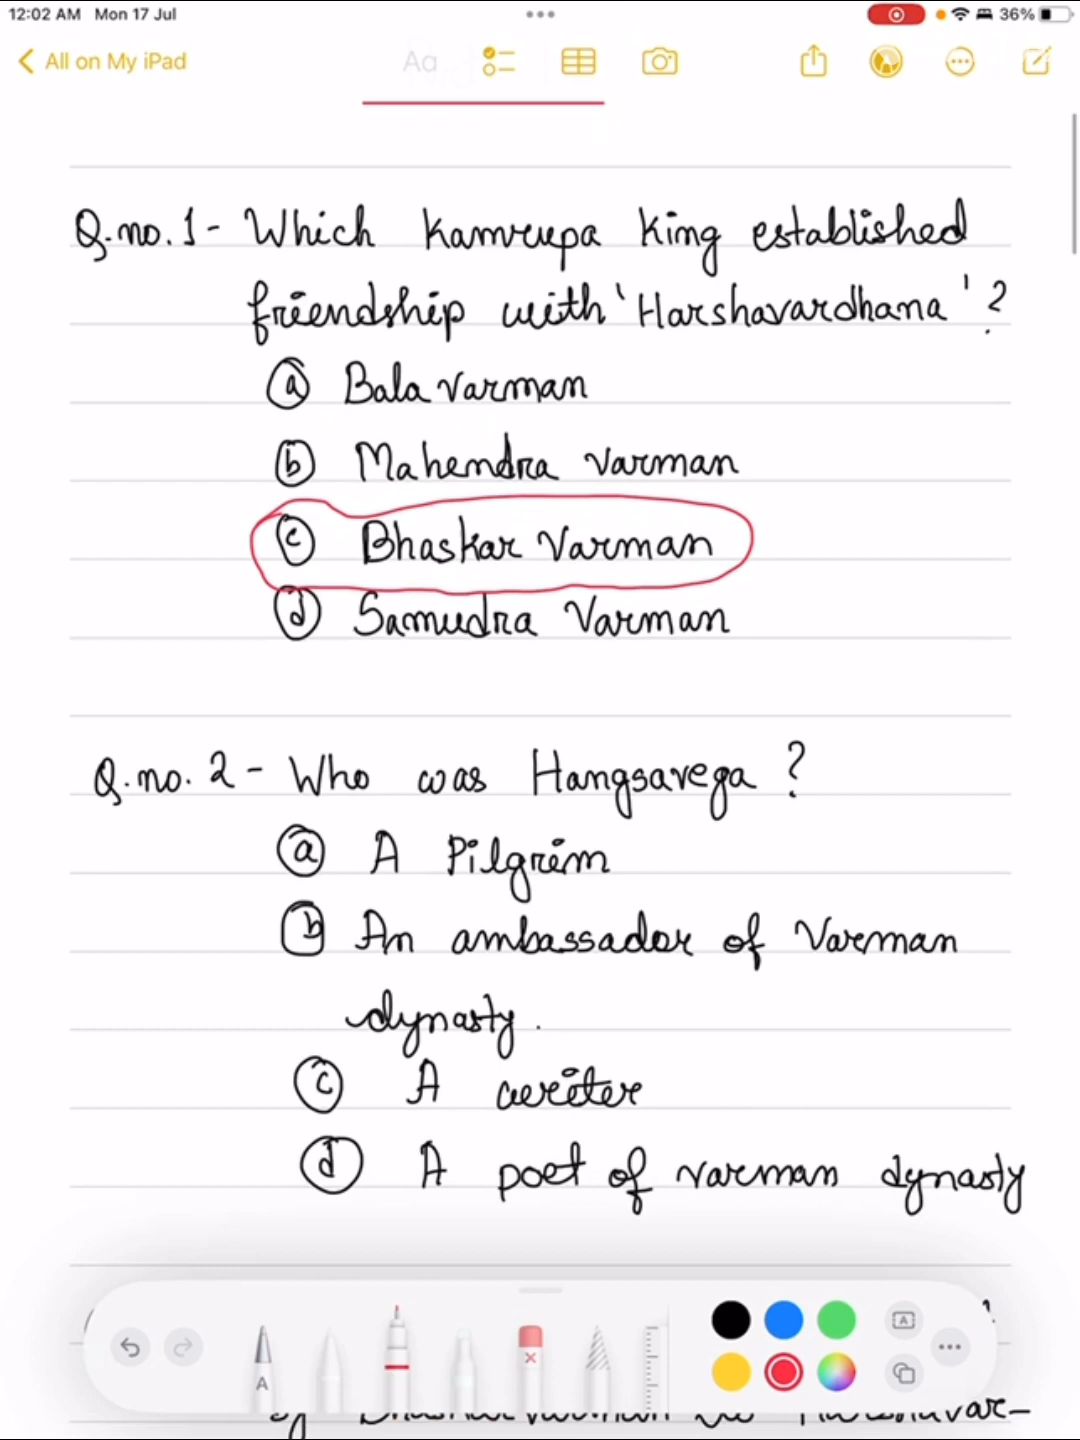 12:02 AM Mon 17 Jul
36%
All on My iPad
Aa
Q.no.1- Which Kamrupa King established
friendship with 'Harshavardhana'?
(a) Bala Varman
(b) Mahendra Varman
(c) Bhaskar Varman
(d) Samudra Varman
Q.no. 2- Who was Hangsavega?
(a) A Pilgrim
(b) An ambassador of Varman
dynasty.
(c) A writer
(d) A poet of varman dynasty
A
A